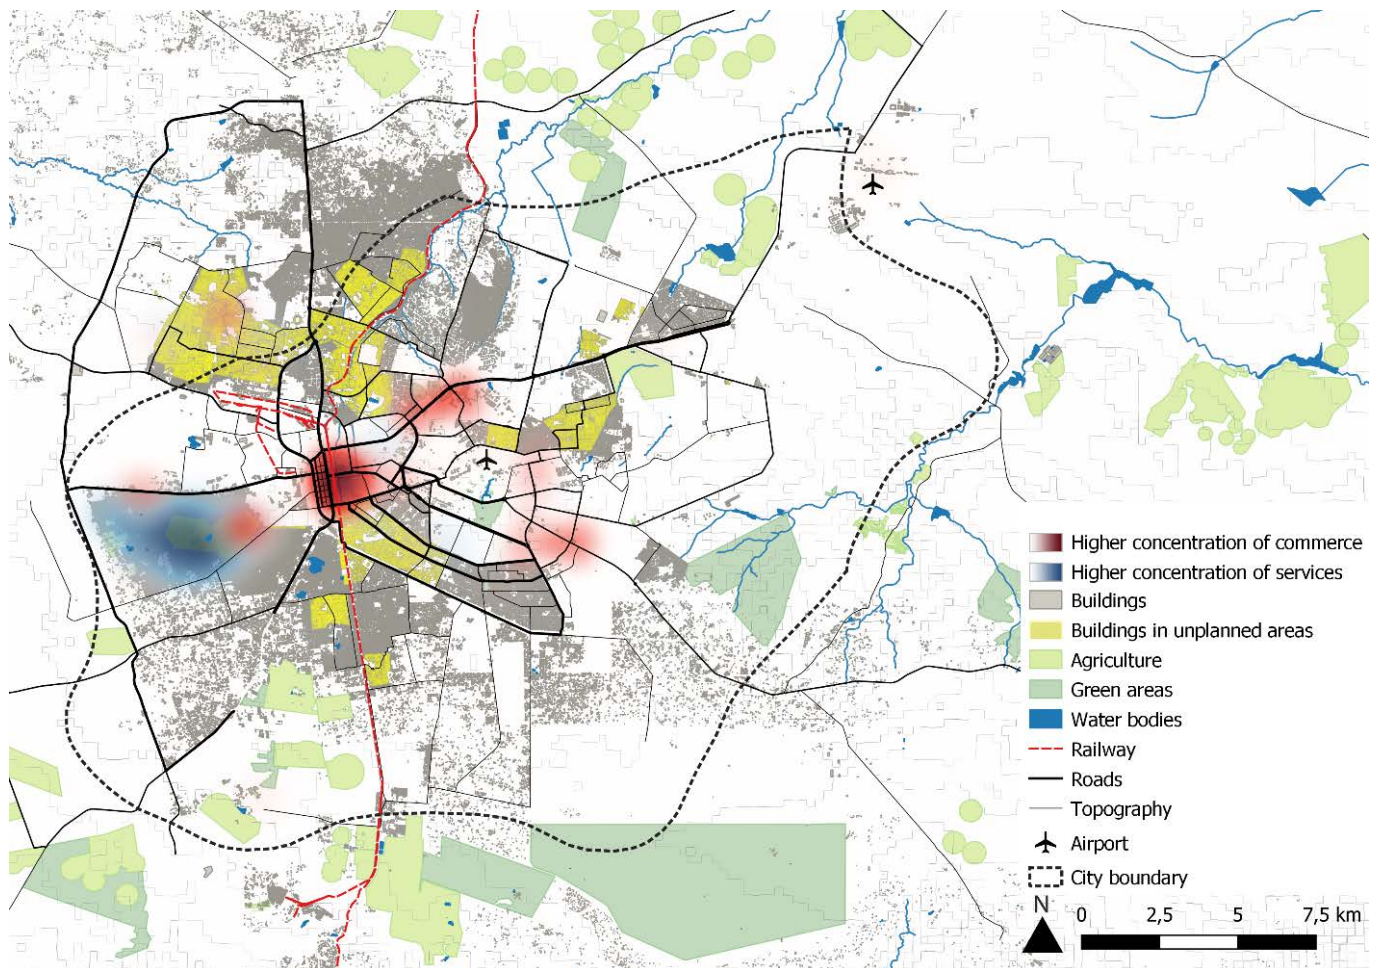 Higher concentration of commerce
Higher concentration of services
Buildings
Buildings in unplanned areas
Agriculture
Green areas
Water bodies
Railway
Roads
Topography
Airport
City boundary
N
0 2,5 5 7,5 km